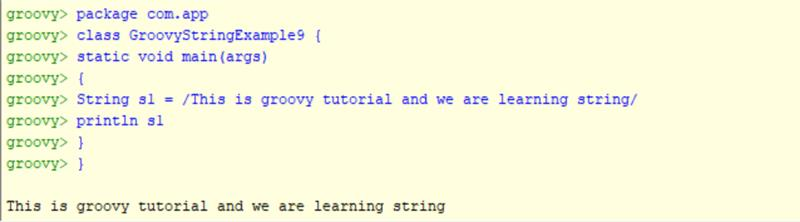 groovy> package com.app
groovy> class GroovyStringExample9 {
groovy> static void main(args)
groovy> {
groovy> String s1 = /This is groovy tutorial and we are learning string/
groovy> println s1
groovy> }
groovy> }
This is groovy tutorial and we are learning string